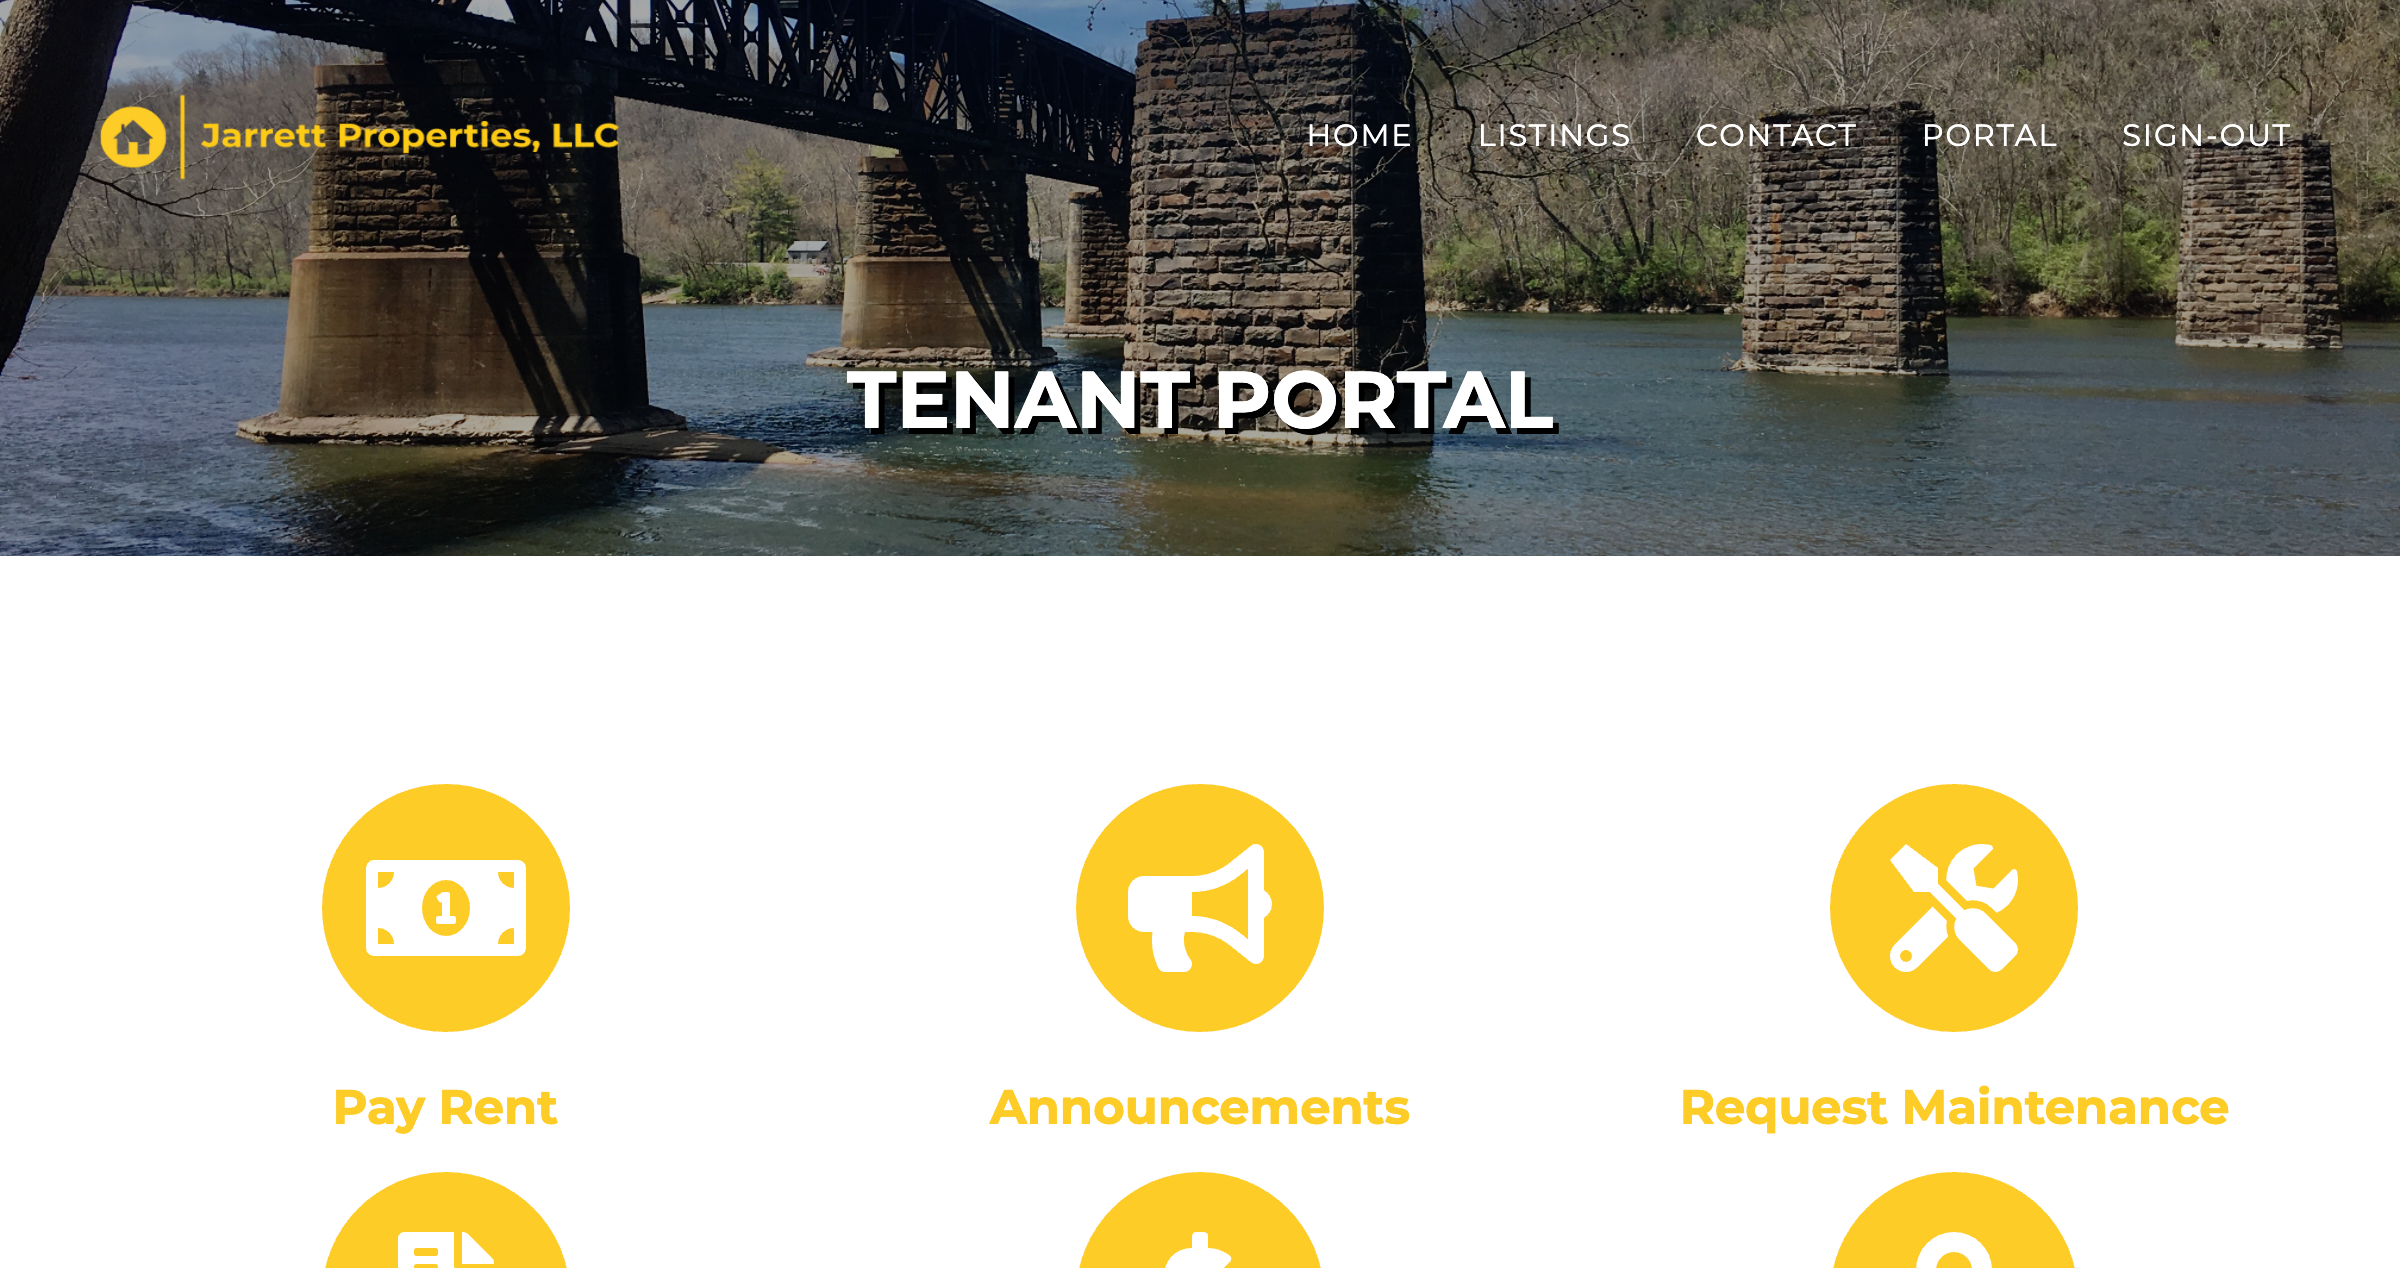 Jarrett Properties, LLC
HOME LISTINGS CONTACT PORTAL SIGN-OUT
TENANT PORTAL
1
Pay Rent
Announcements
Request Maintenance